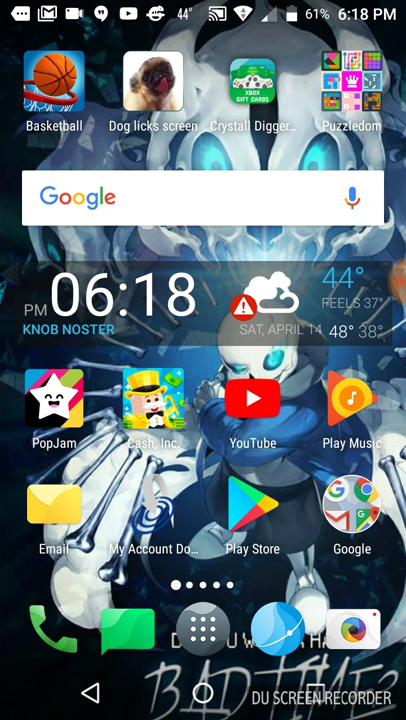 44° 61% 6:18 PM
Basketball Dog licks screen Crystall Digger... Puzzledom
XBOX
GIFT CARDS
Google
PM 06:18 44°
FEELS 37°
KNOB NOSTER SAT, APRIL 14 48° 38°
PopJam Cash, Inc. YouTube Play Music
Email My Account Do... Play Store Google
BAD TIME?
DU SCREEN RECORDER